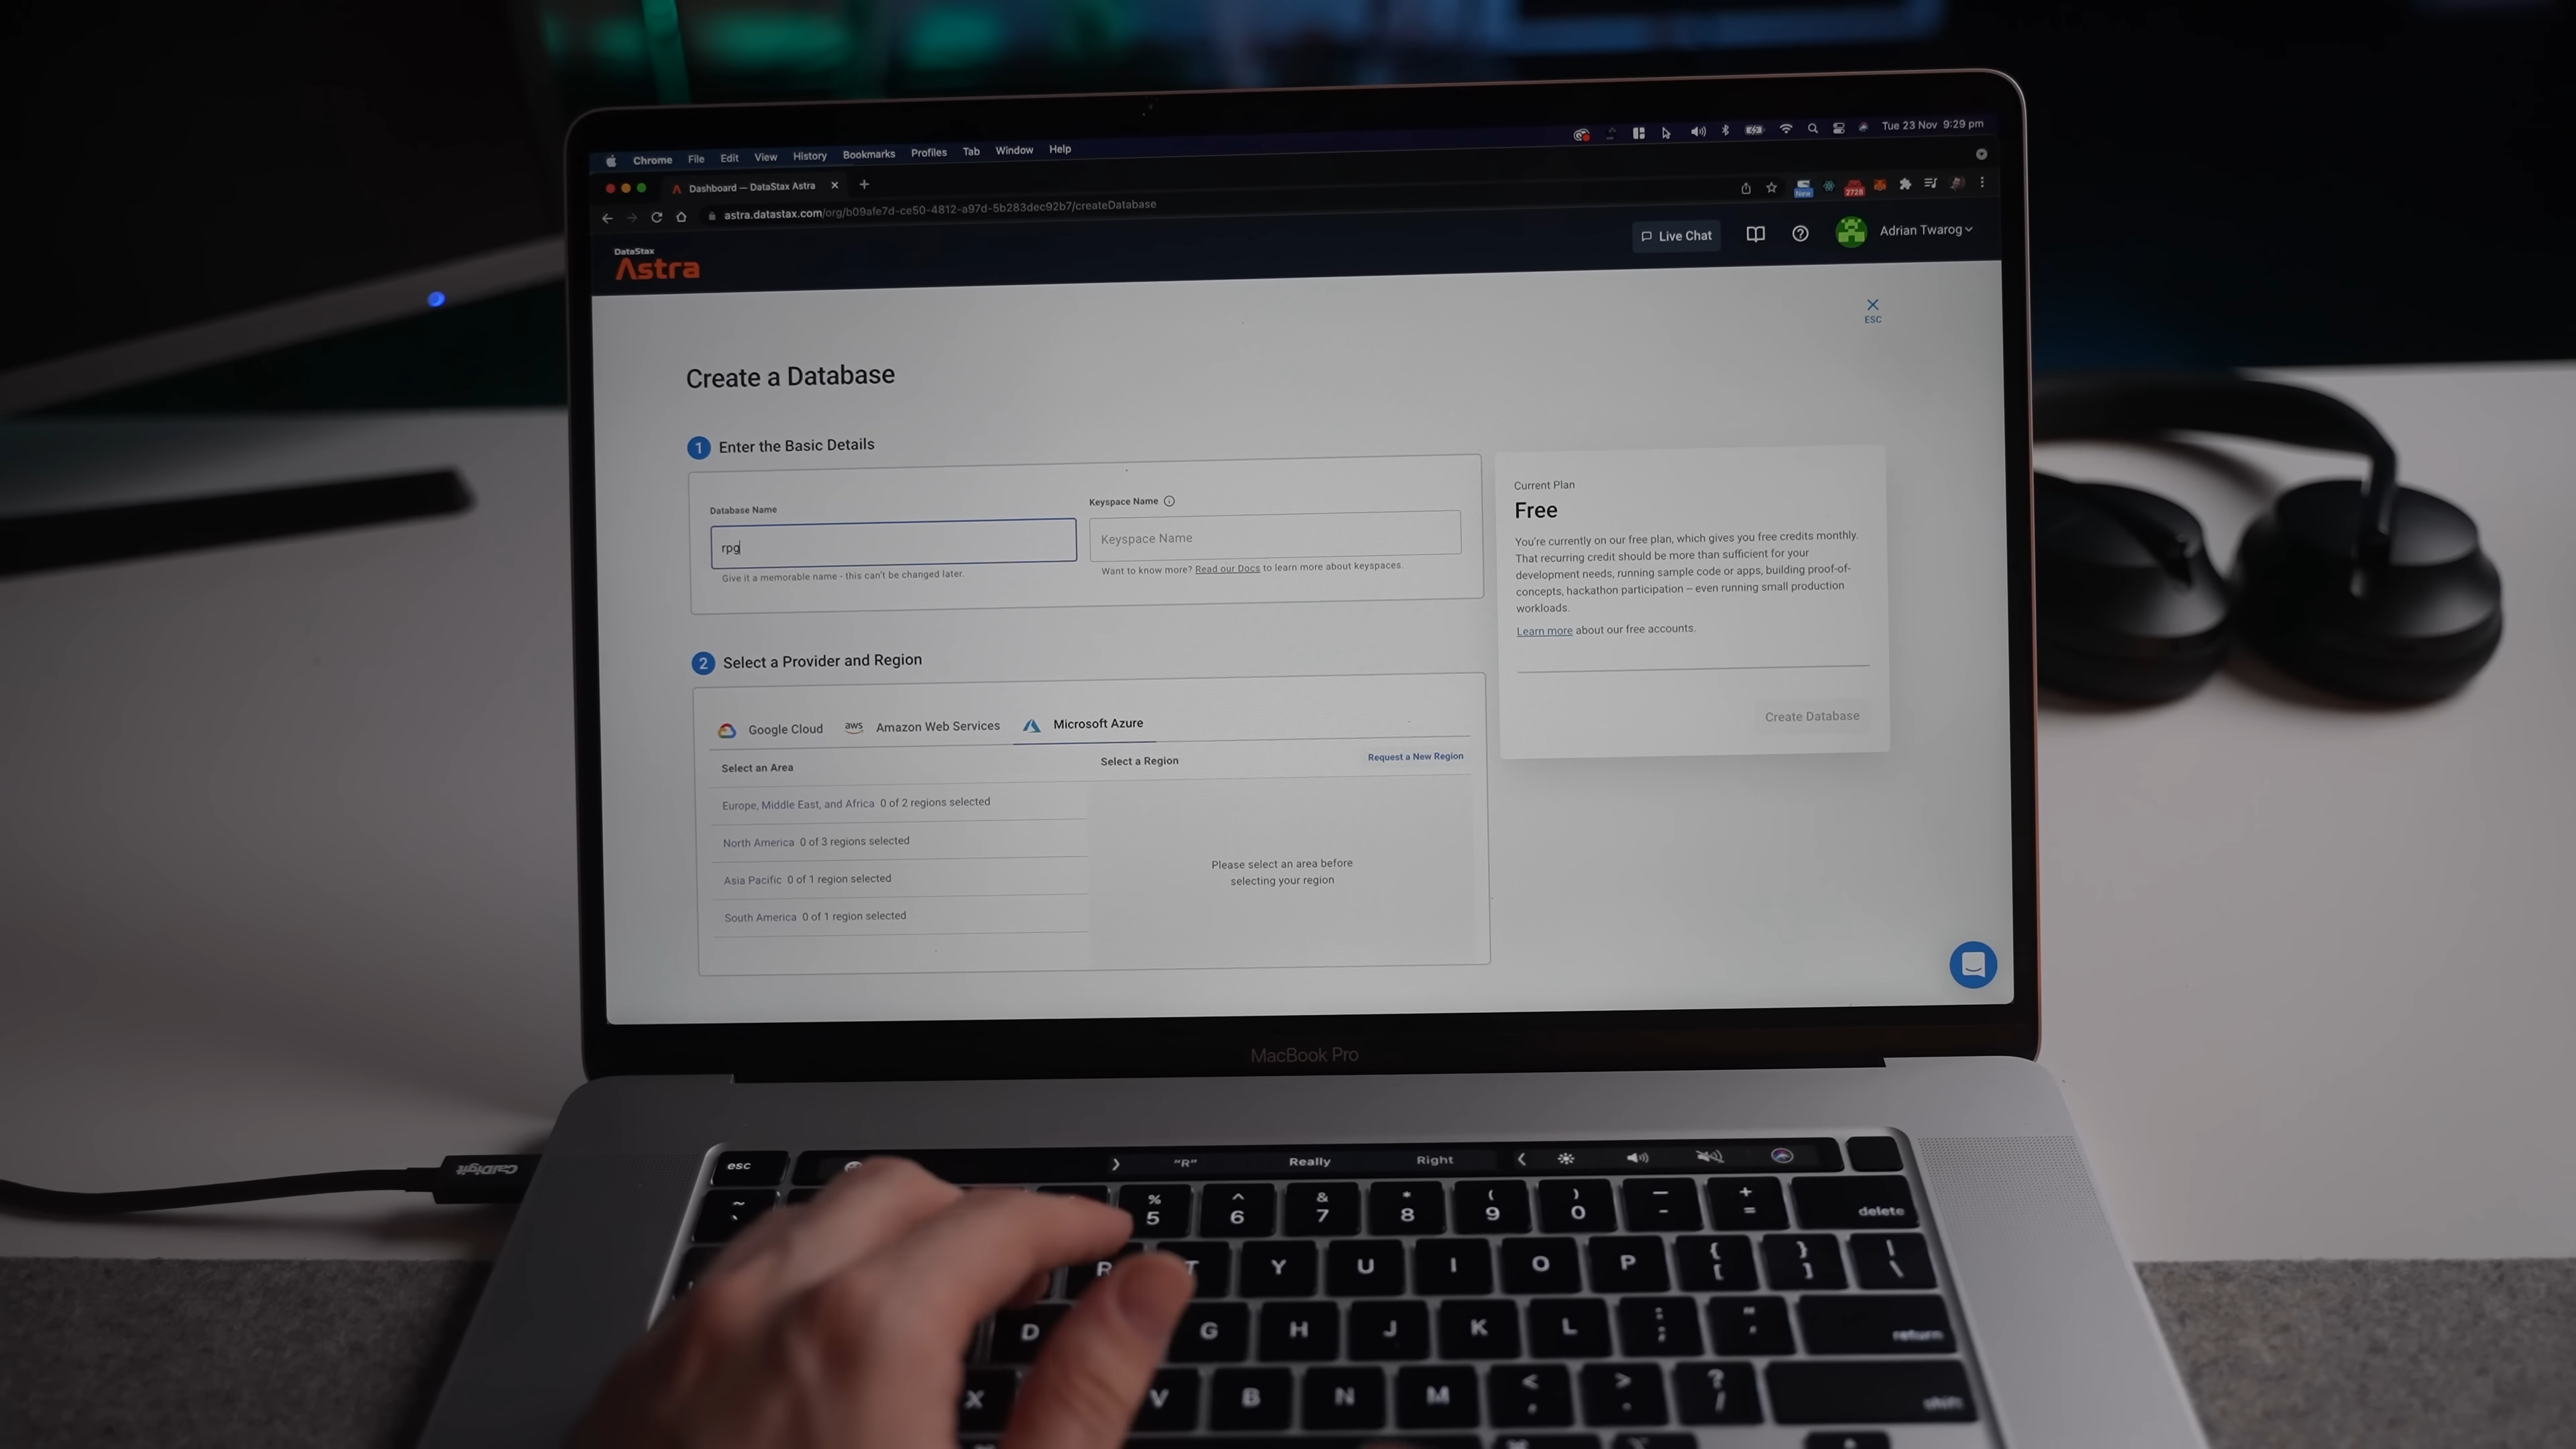 Chrome File Edit View History Bookmarks Profiles Tab Window Help
Tue 23 Nov 9:29 pm
Dashboard — DataStax Astra
New
2728
astra.datastax.com/org/b09afe7d-ce50-4812-a97d-5b283dec92b7/createDatabase
DataStax
Astra
Live Chat
Adrian Twarog
ESC
Create a Database
1 Enter the Basic Details
Database Name
rpg
Give it a memorable name - this can't be changed later.
Keyspace Name
Keyspace Name
Want to know more? Read our Docs to learn more about keyspaces.
Current Plan
Free
You're currently on our free plan, which gives you free credits monthly.
That recurring credit should be more than sufficient for your
development needs, running sample code or apps, building proof-of-
concepts, hackathon participation – even running small production
workloads.
Learn more about our free accounts.
Create Database
2 Select a Provider and Region
Google Cloud aws Amazon Web Services Microsoft Azure
Select an Area
Select a Region
Request a New Region
Europe, Middle East, and Africa 0 of 2 regions selected
North America 0 of 3 regions selected
Asia Pacific 0 of 1 region selected
South America 0 of 1 region selected
Please select an area before
selecting your region
MacBook Pro
CalDigit
esc
"R" Really Right
~ `
% 5 ^ 6 & 7 * 8 ( 9 ) 0 — - + = delete
R T Y U I O P { [ } ] | \
D G H J K L : ; " ' return
X V B N M < , > . ? / shift